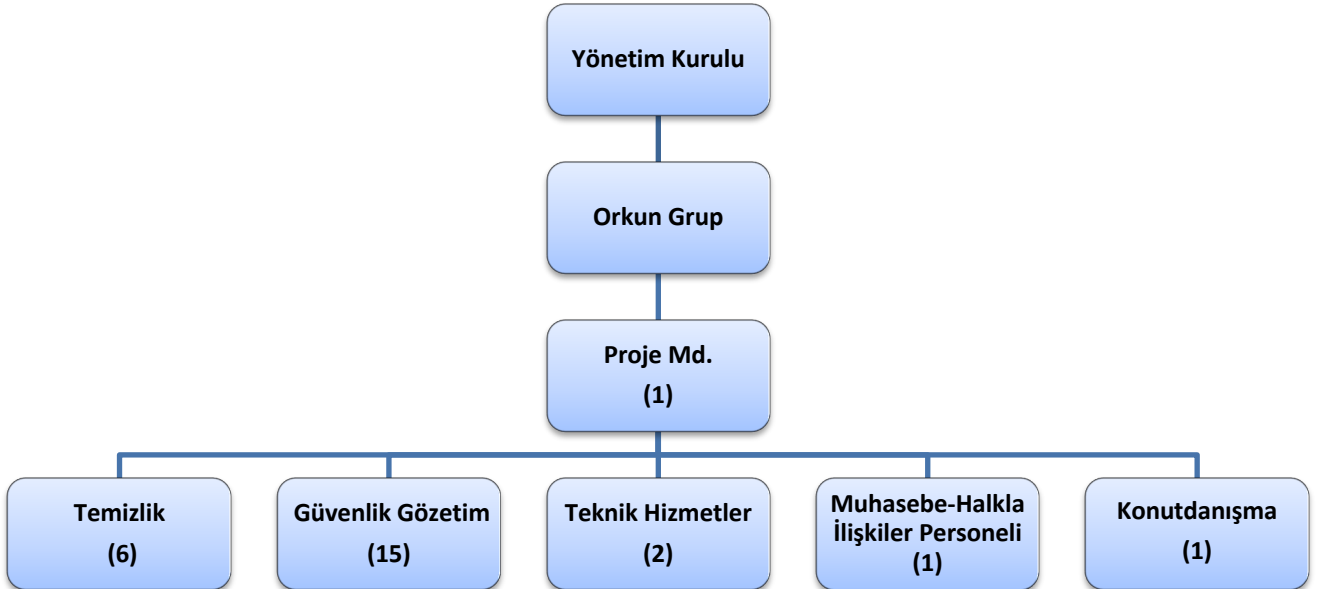 Yönetim Kurulu
Orkun Grup
Proje Md.
(1)
Temizlik
(6)
Güvenlik Gözetim
(15)
Teknik Hizmetler
(2)
Muhasebe-Halkla
İlişkiler Personeli
(1)
Konutdanışma
(1)